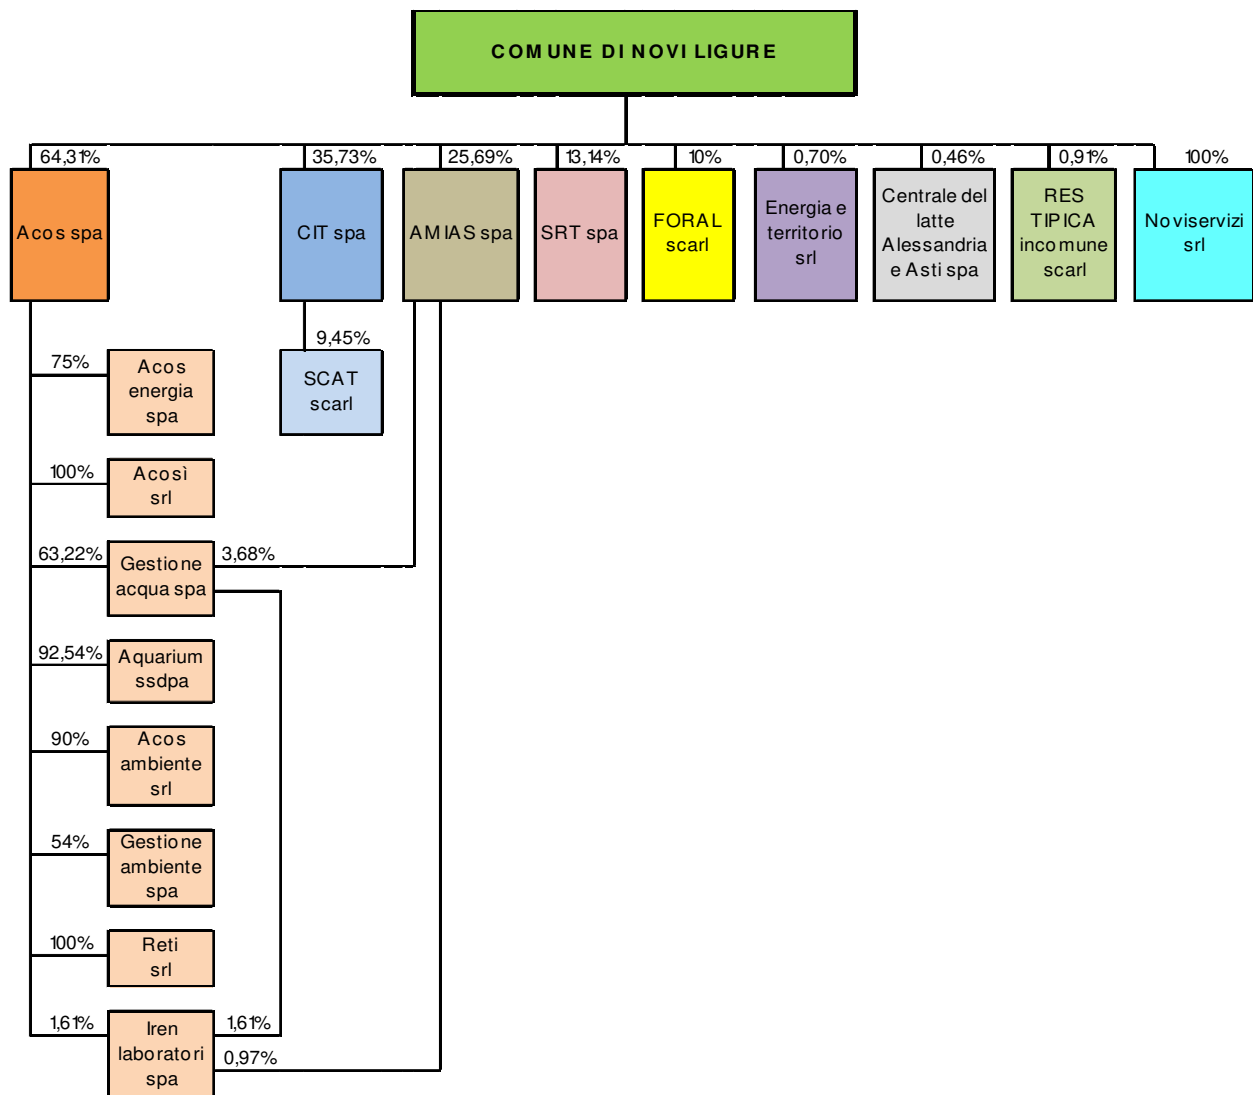 COMUNE DI NOVI LIGURE
64,31%
35,73%
25,69%
13,14%
10%
0,70%
0,46%
0,91%
100%
Acos spa
CIT spa
AMIAS spa
SRT spa
FORAL
scarl
Energia e
territorio
srl
Centrale del
latte
Alessandria
e Asti spa
RES
TIPICA
incomune
scarl
Noviservizi
srl
9,45%
SCAT
scarl
75%
Acos
energia
spa
100%
Acosì
srl
63,22%
Gestione
acqua spa
3,68%
92,54%
Aquarium
ssdpa
90%
Acos
ambiente
srl
54%
Gestione
ambiente
spa
100%
Reti
srl
1,61%
Iren
laboratori
spa
1,61%
0,97%